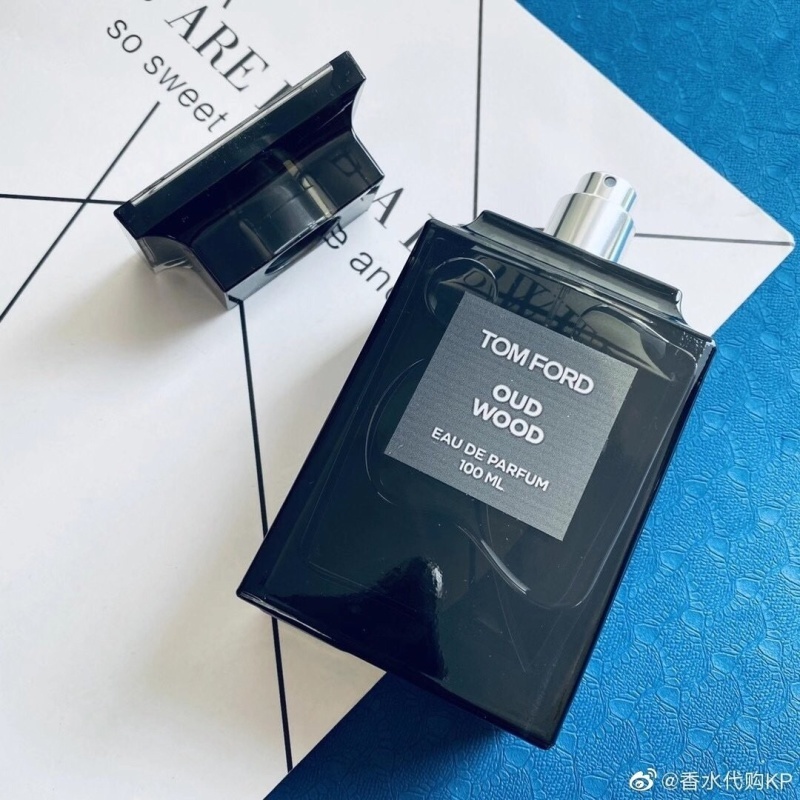 ARE
so sweet
TOM FORD
OUD
WOOD
EAU DE PARFUM
100 ML
@香水代购KP